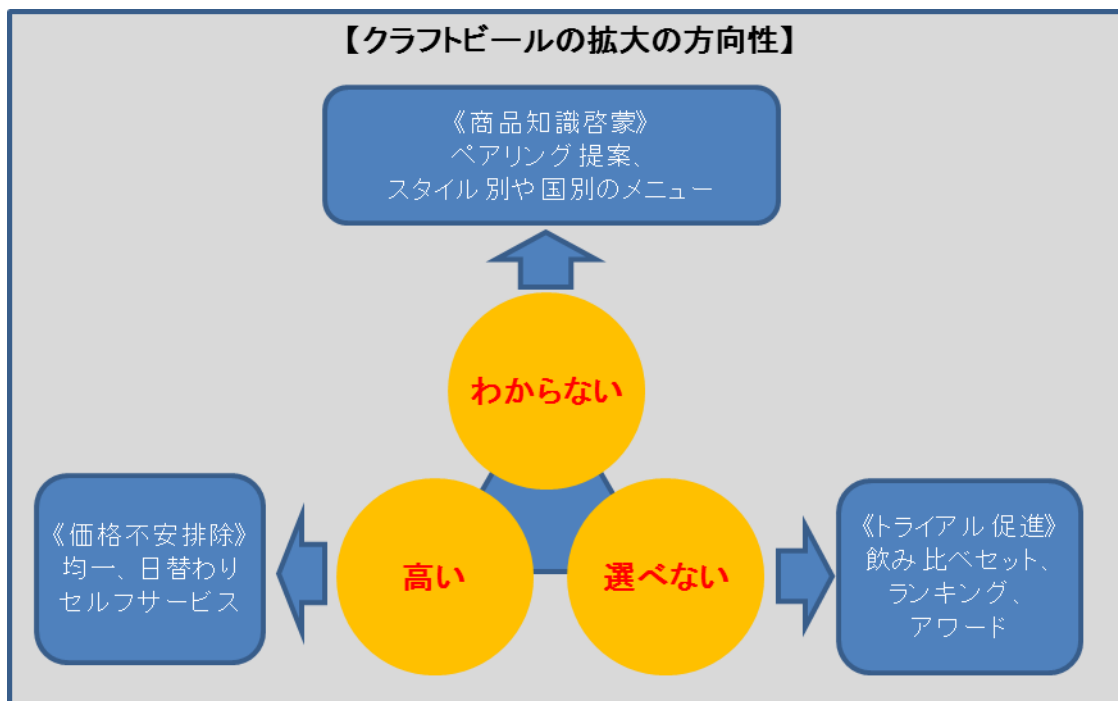 【クラフトビールの拡大の方向性】
《商品知識啓蒙》
ペアリング提案、
スタイル別や国別のメニュー
わからない
《価格不安排除》
均一、日替わり
セルフサービス
高い
選べない
《トライアル促進》
飲み比べセット、
ランキング、
アワード